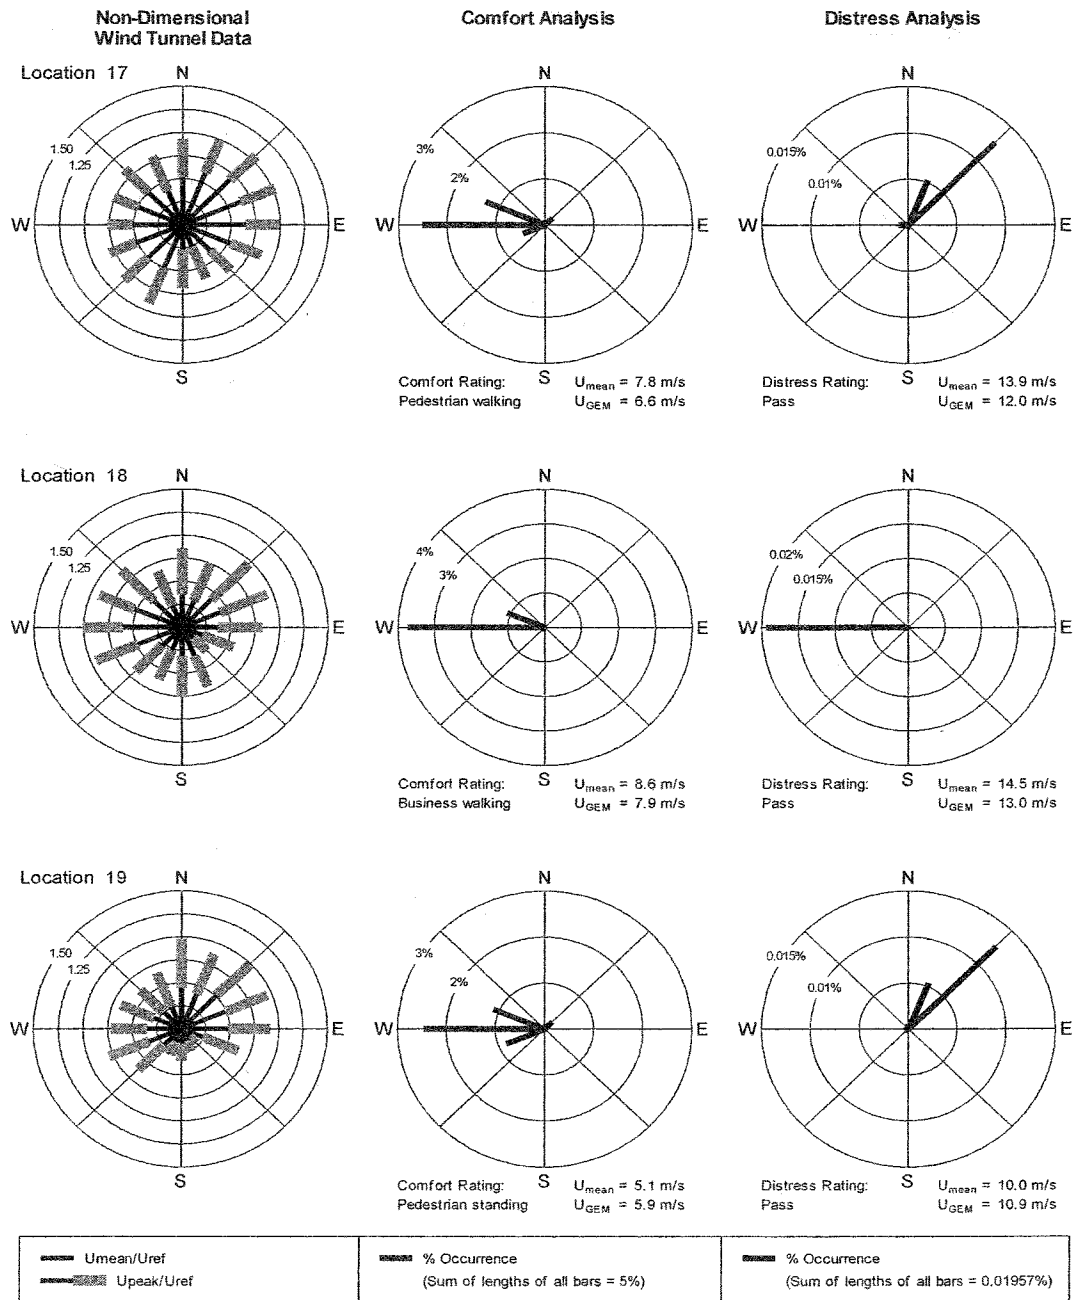 Non-Dimensional
Wind Tunnel Data
Comfort Analysis
Distress Analysis
Location 17
N
1.50
1.25
W
E
S
N
3%
2%
W
E
S
Comfort Rating:
Pedestrian walking
Umean = 7.8 m/s
UGEM = 6.6 m/s
N
0.015%
0.01%
W
E
S
Distress Rating:
Pass
Umean = 13.9 m/s
UGEM = 12.0 m/s
Location 18
N
1.50
1.25
W
E
S
N
4%
3%
W
E
S
Comfort Rating:
Business walking
Umean = 8.6 m/s
UGEM = 7.9 m/s
N
0.02%
0.015%
W
E
S
Distress Rating:
Pass
Umean = 14.5 m/s
UGEM = 13.0 m/s
Location 19
N
1.50
1.25
W
E
S
N
3%
2%
W
E
S
Comfort Rating:
Pedestrian standing
Umean = 5.1 m/s
UGEM = 5.9 m/s
N
0.015%
0.01%
W
E
S
Distress Rating:
Pass
Umean = 10.0 m/s
UGEM = 10.9 m/s
Umean/Uref
Upeak/Uref
% Occurrence
(Sum of lengths of all bars = 5%)
% Occurrence
(Sum of lengths of all bars = 0.01957%)